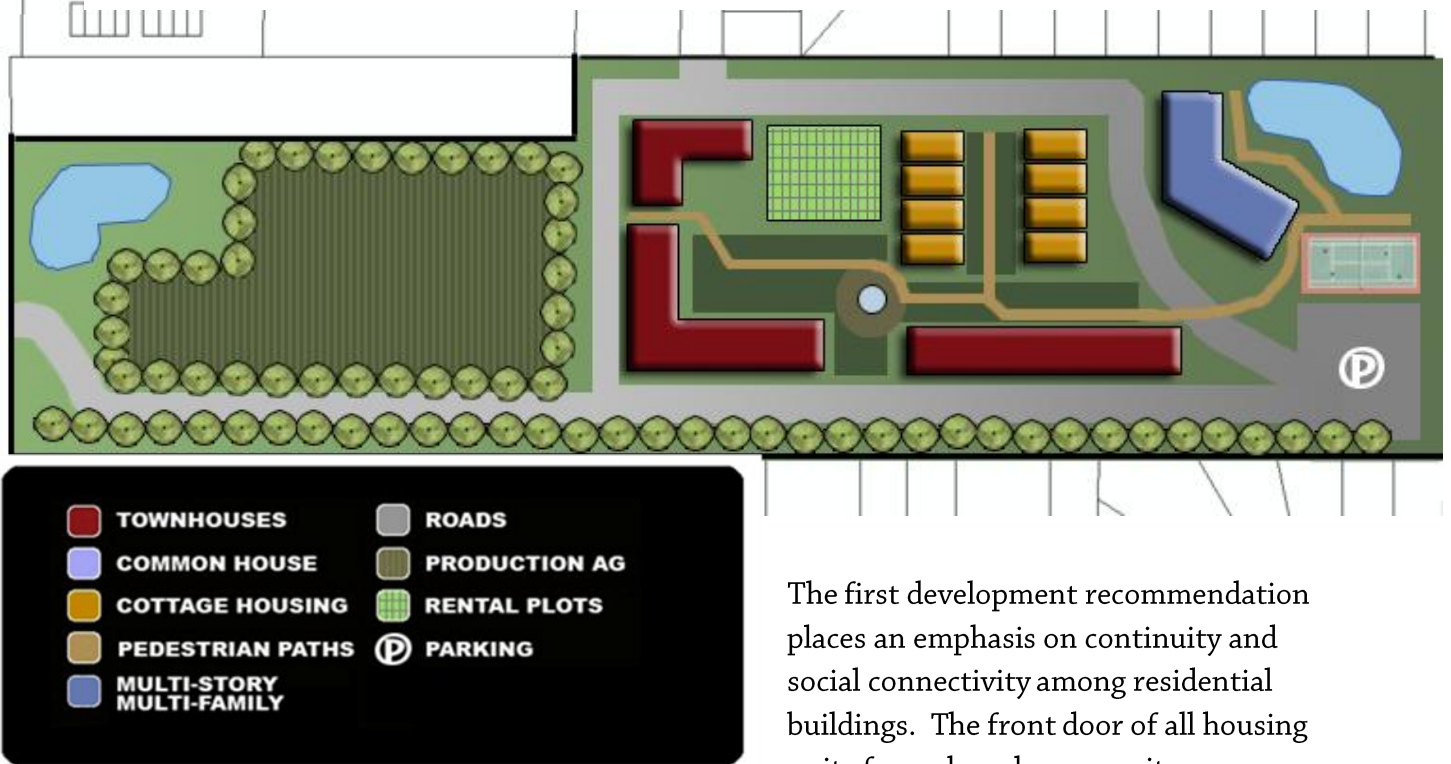 P
TOWNHOUSES
COMMON HOUSE
COTTAGE HOUSING
PEDESTRIAN PATHS
MULTI-STORY
MULTI-FAMILY
ROADS
PRODUCTION AG
RENTAL PLOTS
P PARKING
The first development recommendation
places an emphasis on continuity and
social connectivity among residential
buildings. The front door of all housing